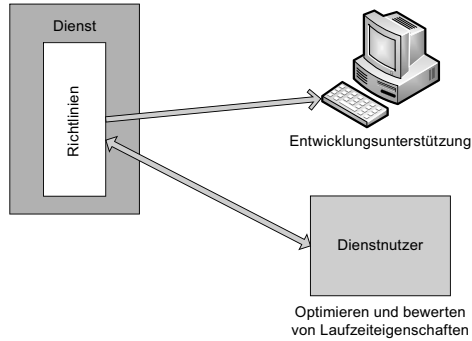 Dienst
Richtlinien
Entwicklungsunterstützung
Dienstnutzer
Optimieren und bewerten
von Laufzeiteigenschaften